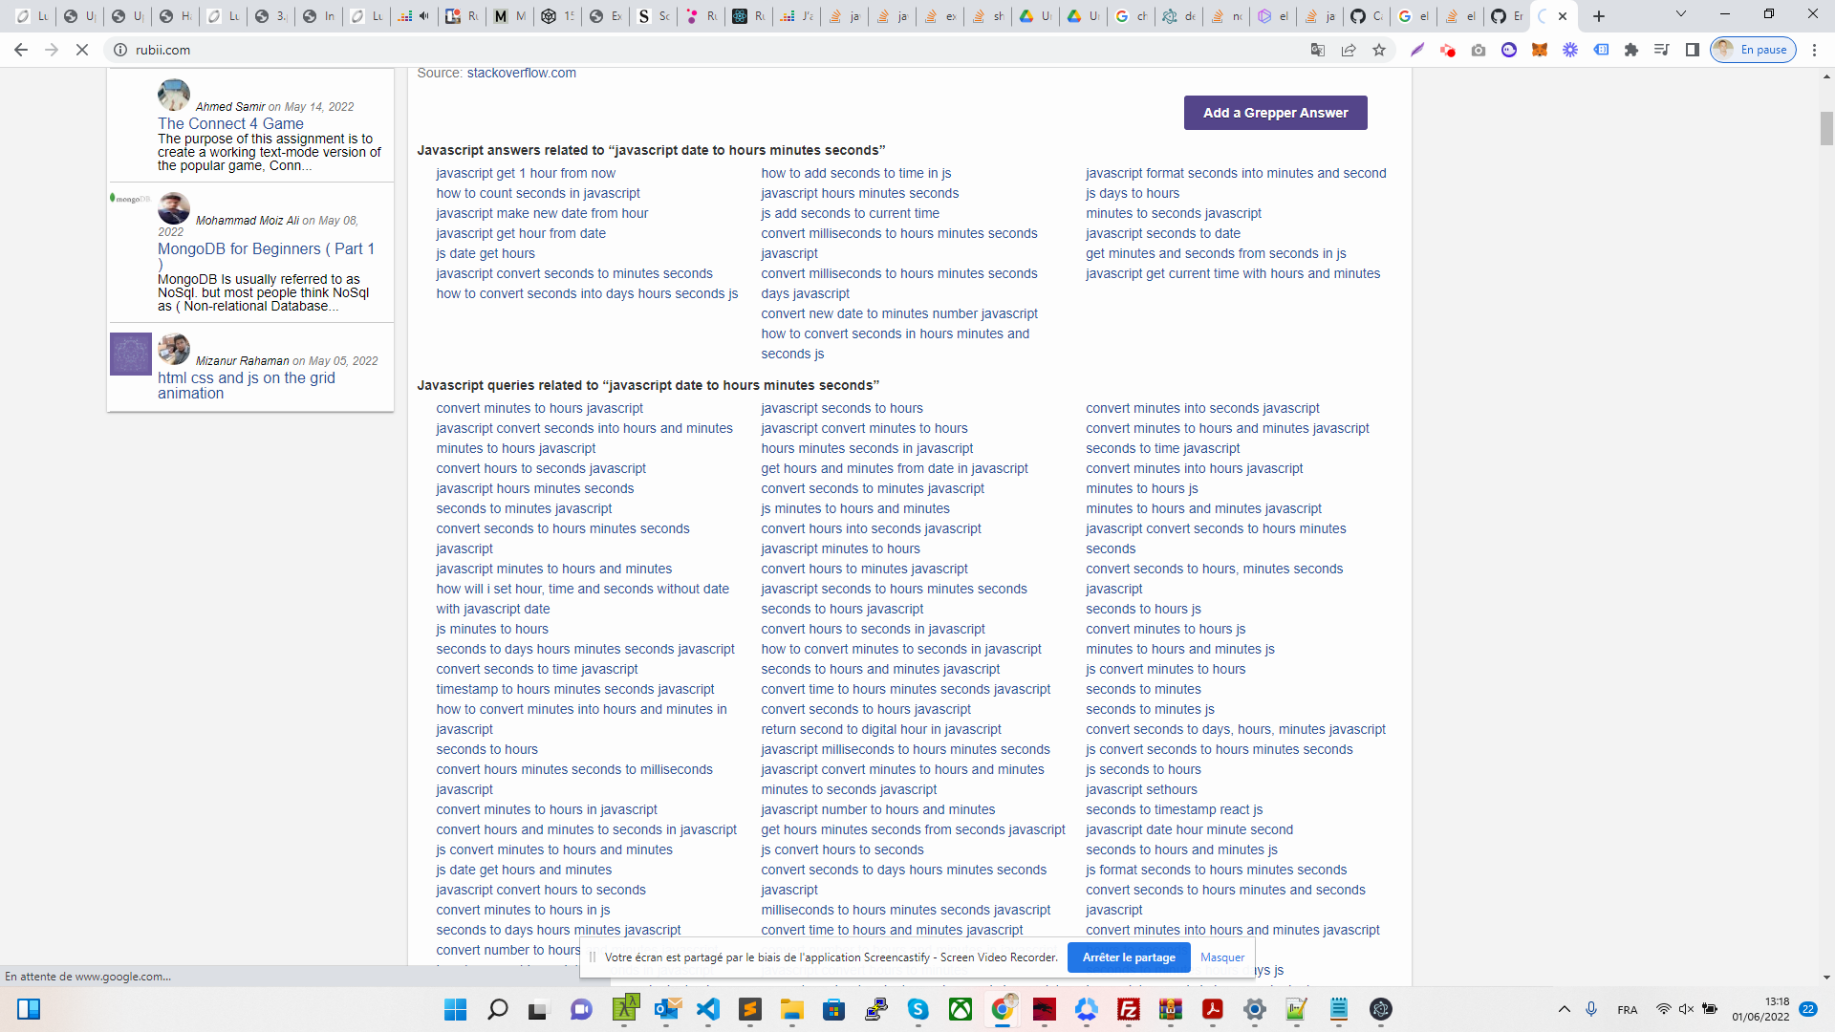 rubii.com
En pause
Source: stackoverflow.com
Ahmed Samir on May 14, 2022
The Connect 4 Game
The purpose of this assignment is to
create a working text-mode version of
the popular game, Conn...
mongoDB
Mohammad Moiz Ali on May 08,
2022
MongoDB for Beginners ( Part 1
)
MongoDB Is usually referred to as
NoSql. but most people think NoSql
as ( Non-relational Database...
Mizanur Rahaman on May 05, 2022
html css and js on the grid
animation
Add a Grepper Answer
Javascript answers related to “javascript date to hours minutes seconds”
javascript get 1 hour from now
how to count seconds in javascript
javascript make new date from hour
javascript get hour from date
js date get hours
javascript convert seconds to minutes seconds
how to convert seconds into days hours seconds js
how to add seconds to time in js
javascript hours minutes seconds
js add seconds to current time
convert milliseconds to hours minutes seconds
javascript
convert milliseconds to hours minutes seconds
days javascript
convert new date to minutes number javascript
how to convert seconds in hours minutes and
seconds js
javascript format seconds into minutes and second
js days to hours
minutes to seconds javascript
javascript seconds to date
get minutes and seconds from seconds in js
javascript get current time with hours and minutes
Javascript queries related to “javascript date to hours minutes seconds”
convert minutes to hours javascript
javascript convert seconds into hours and minutes
minutes to hours javascript
convert hours to seconds javascript
javascript hours minutes seconds
seconds to minutes javascript
convert seconds to hours minutes seconds
javascript
javascript minutes to hours and minutes
how will i set hour, time and seconds without date
with javascript date
js minutes to hours
seconds to days hours minutes seconds javascript
convert seconds to time javascript
timestamp to hours minutes seconds javascript
how to convert minutes into hours and minutes in
javascript
seconds to hours
convert hours minutes seconds to milliseconds
javascript
convert minutes to hours in javascript
convert hours and minutes to seconds in javascript
js convert minutes to hours and minutes
js date get hours and minutes
javascript convert hours to seconds
convert minutes to hours in js
seconds to days hours minutes javascript
convert number to hours
javascript seconds to hours
javascript convert minutes to hours
hours minutes seconds in javascript
get hours and minutes from date in javascript
convert seconds to minutes javascript
js minutes to hours and minutes
convert hours into seconds javascript
javascript minutes to hours
convert hours to minutes javascript
javascript seconds to hours minutes seconds
seconds to hours javascript
convert hours to seconds in javascript
how to convert minutes to seconds in javascript
seconds to hours and minutes javascript
convert time to hours minutes seconds javascript
convert seconds to hours javascript
return second to digital hour in javascript
javascript milliseconds to hours minutes seconds
javascript convert minutes to hours and minutes
minutes to seconds javascript
javascript number to hours and minutes
get hours minutes seconds from seconds javascript
js convert hours to seconds
convert seconds to days hours minutes seconds
javascript
milliseconds to hours minutes seconds javascript
convert time to hours and minutes javascript
convert minutes into seconds javascript
convert minutes to hours and minutes javascript
seconds to time javascript
convert minutes into hours javascript
minutes to hours js
minutes to hours and minutes javascript
javascript convert seconds to hours minutes
seconds
convert seconds to hours, minutes seconds
javascript
seconds to hours js
convert minutes to hours js
minutes to hours and minutes js
js convert minutes to hours
seconds to minutes
seconds to minutes js
convert seconds to days, hours, minutes javascript
js convert seconds to hours minutes seconds
js seconds to hours
javascript sethours
seconds to timestamp react js
javascript date hour minute second
seconds to hours and minutes js
js format seconds to hours minutes seconds
convert seconds to hours minutes and seconds
javascript
convert minutes into hours and minutes javascript
js
Votre écran est partagé par le biais de l'application Screencastify - Screen Video Recorder.
Arrêter le partage
Masquer
En attente de www.google.com...
FRA
13:18
01/06/2022
22